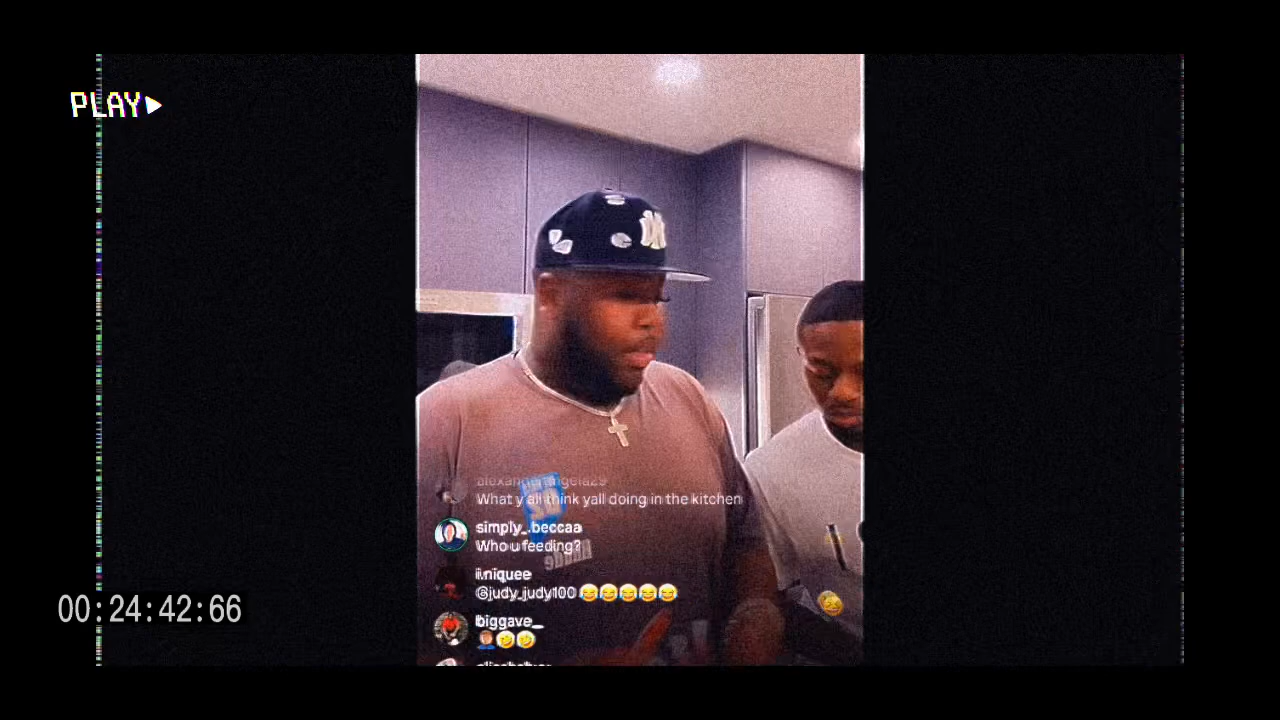 PLAY
What y'all think yall doing in the kitchen
simply_.beccaa
Who u feeding?
i.niquee
@judy_judy100 😂😂😂😂😂
biggave_
🤦🏽‍♂️🤣🤣
00:24:42:66